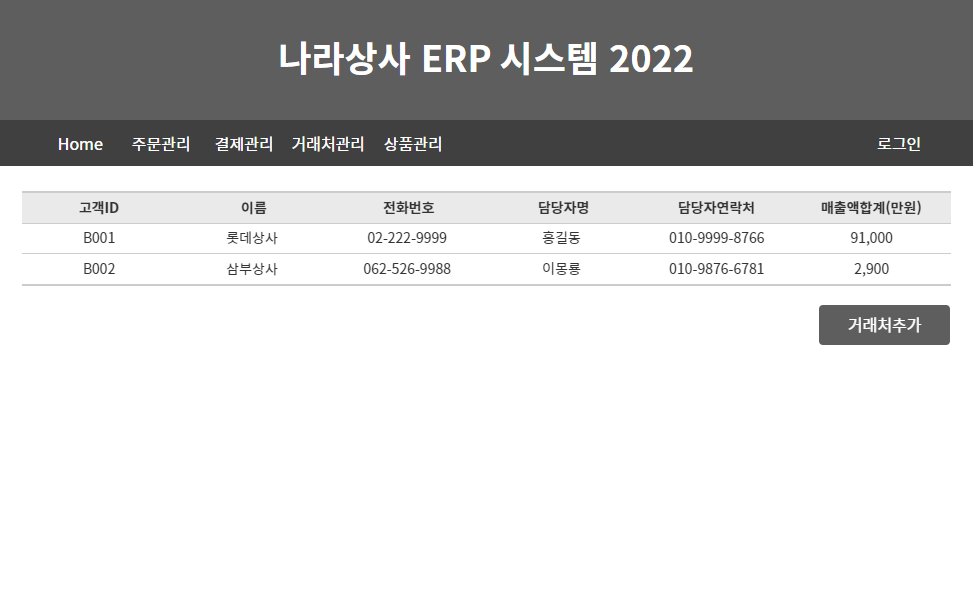 나라상사 ERP 시스템 2022
Home 주문관리 결제관리 거래처관리 상품관리 로그인
고객ID 이름 전화번호 담당자명 담당자연락처 매출액합계(만원)
B001 롯데상사 02-222-9999 홍길동 010-9999-8766 91,000
B002 삼부상사 062-526-9988 이몽룡 010-9876-6781 2,900
거래처추가